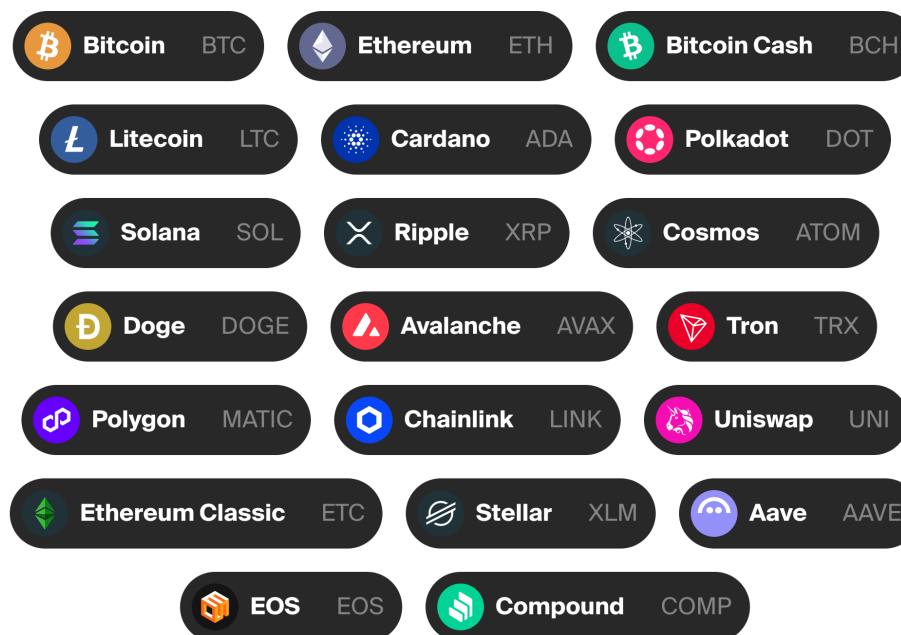 Bitcoin BTC Ethereum ETH Bitcoin Cash BCH
Litecoin LTC Cardano ADA Polkadot DOT
Solana SOL Ripple XRP Cosmos ATOM
Doge DOGE Avalanche AVAX Tron TRX
Polygon MATIC Chainlink LINK Uniswap UNI
Ethereum Classic ETC Stellar XLM Aave AAVE
EOS EOS Compound COMP